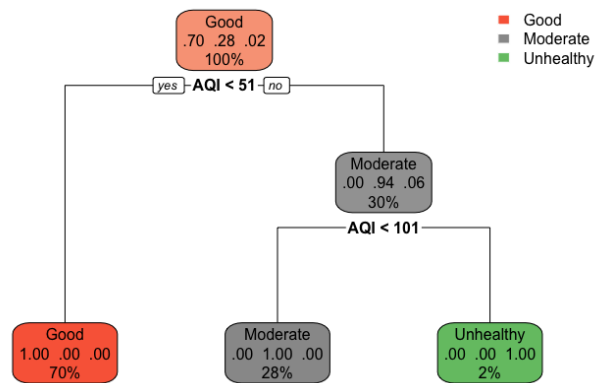 Good
.70 .28 .02
100%
yes AQI < 51 no
Good
Moderate
Unhealthy
Moderate
.00 .94 .06
30%
AQI < 101
Good
1.00 .00 .00
70%
Moderate
.00 1.00 .00
28%
Unhealthy
.00 .00 1.00
2%